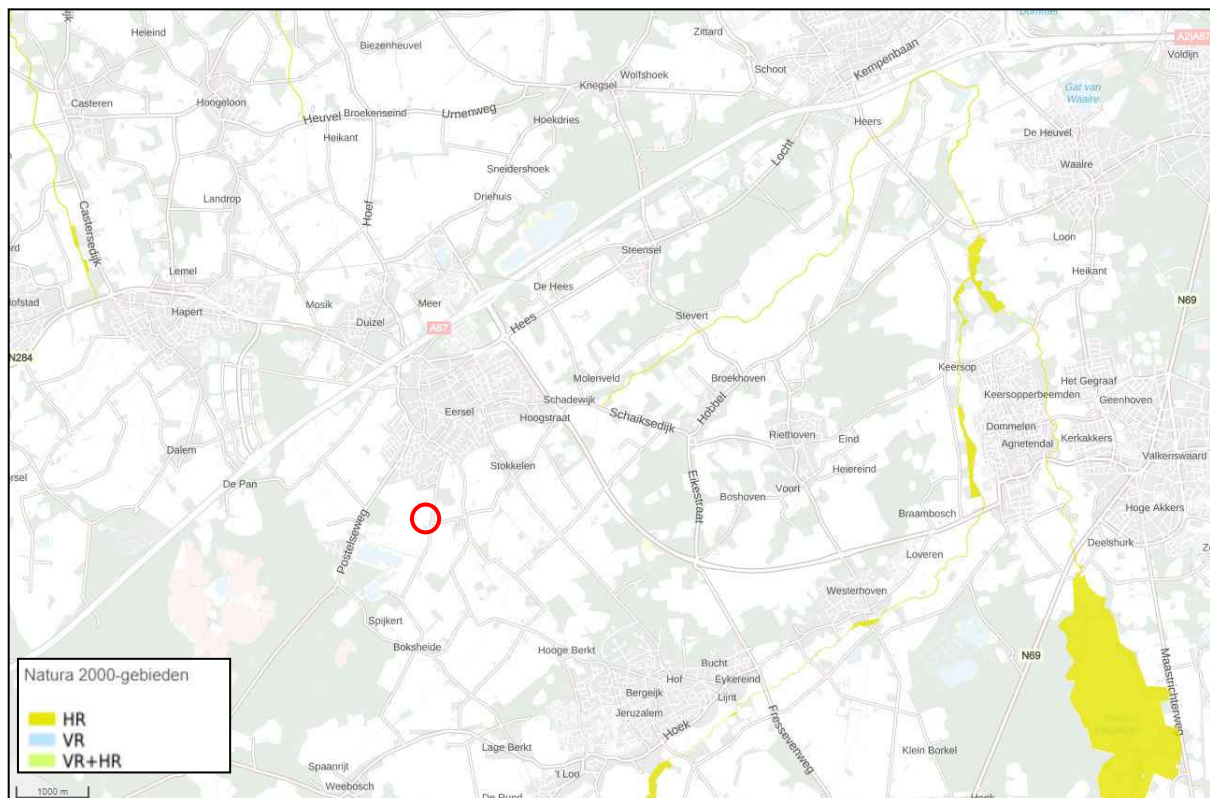 Heieind
Biezenheuvel
Zittard
Dommel
A2|A67
Voldijn
Kempenbaan
Schoot
Wolfshoek
Knegsel
Casteren
Hoogeloon
Heuvel
Broekenseind
Urnenweg
Gat van
Waalre
Hoekdries
Heers
De Heuvel
Heikant
Locht
Waalre
Sneidershoek
Driehuis
Landrop
Castersedijk
Hoef
Loon
Steensel
Heikant
Lemel
Meer
De Hees
N69
Hofstad
Hapert
Mosik
Duizel
A67
Hees
Stevert
N284
Keersop
Molenveld
Broekhoven
Het Gegraaf
Keersopperbeemden
Geenhoven
Schadewijk
Hobbel
Eersel
Hoogstraat
Schaiksedijk
Riethoven
Eind
Dommelen
Kerkakkers
Agnetendal
Dalem
Valkenswaard
Stokkelen
Heiereind
De Pan
Voort
Eikestraat
Boshoven
Hoge Akkers
Braambosch
Postelseweg
Deelshurk
Loveren
Westerhoven
Spijkert
Boksheide
Hooge Berkt
Bucht
N69
Hof
Eykereind
Maastrichterweg
Natura 2000-gebieden
Bergeijk
Lijnt
Jeruzalem
HR
Hoek
Fressevenweg
VR
Lage Berkt
Klein Borkel
VR+HR
Spaanrijt
't Loo
Weebosch
1000 m